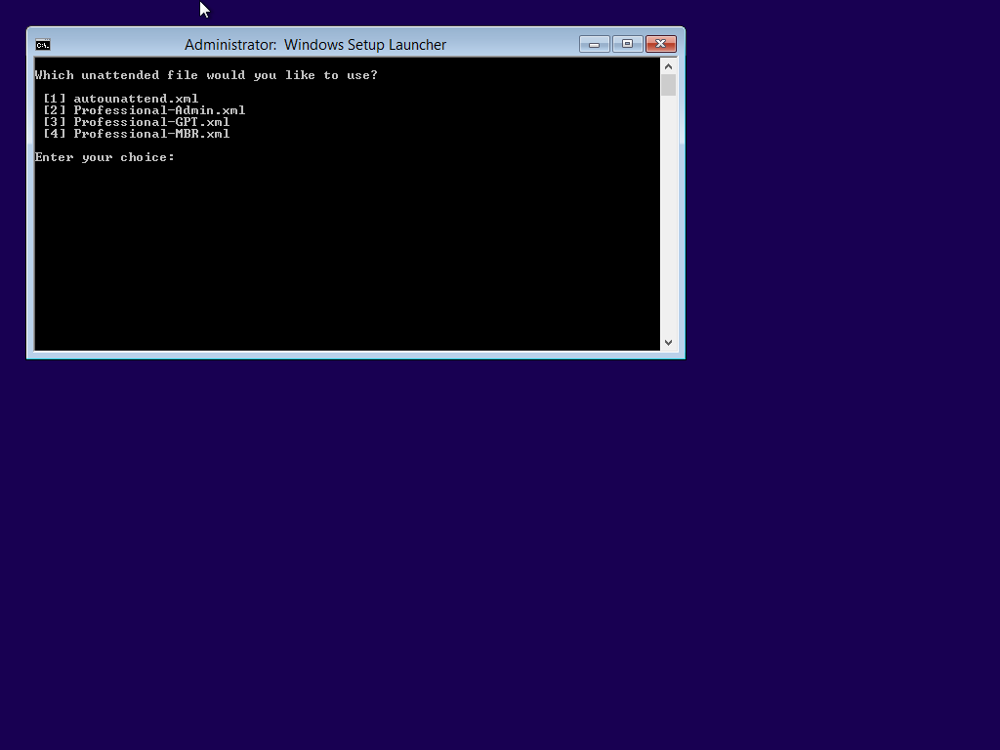 Administrator: Windows Setup Launcher
Which unattended file would you like to use?
[1] autounattend.xml
[2] Professional-Admin.xml
[3] Professional-GPT.xml
[4] Professional-MBR.xml
Enter your choice: